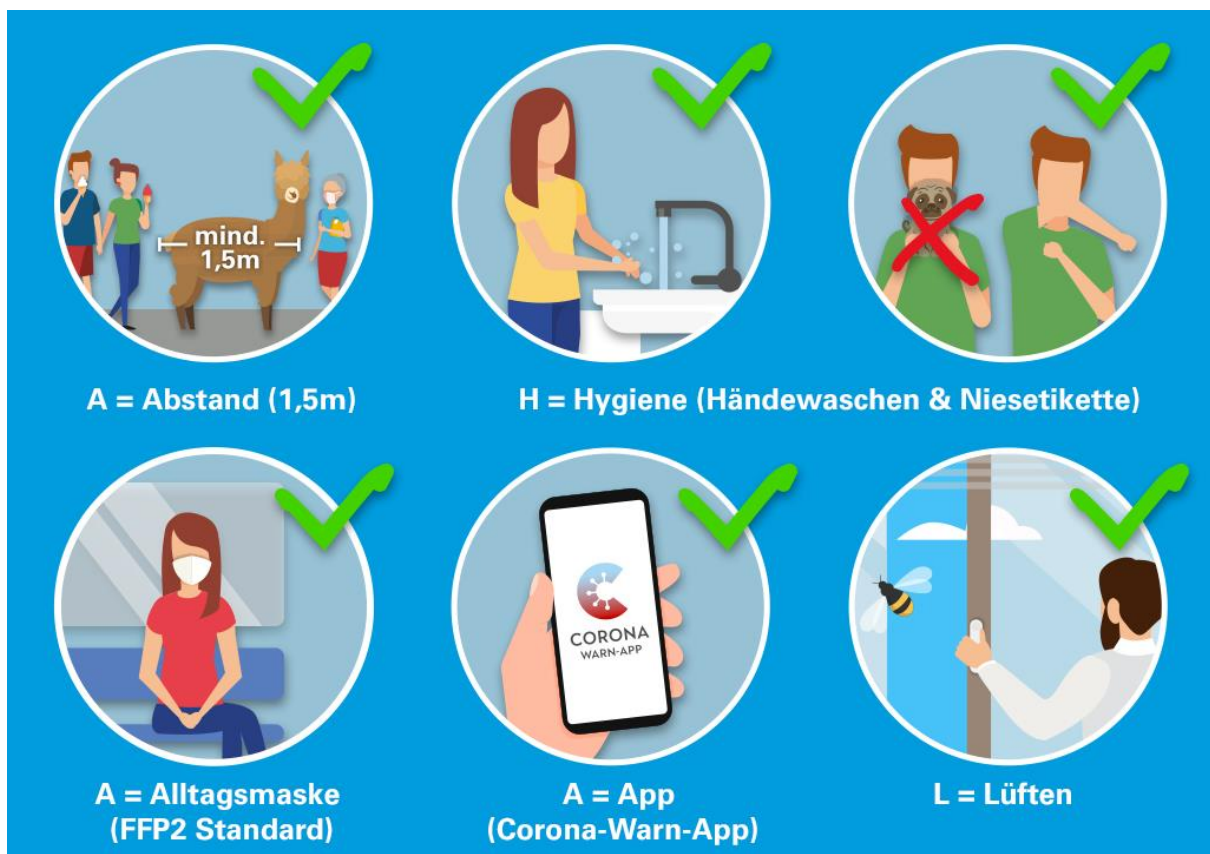 mind.
1,5m
A = Abstand (1,5m)
H = Hygiene (Händewaschen & Niesetikette)
CORONA
WARN-APP
A = Alltagsmaske
(FFP2 Standard)
A = App
(Corona-Warn-App)
L = Lüften